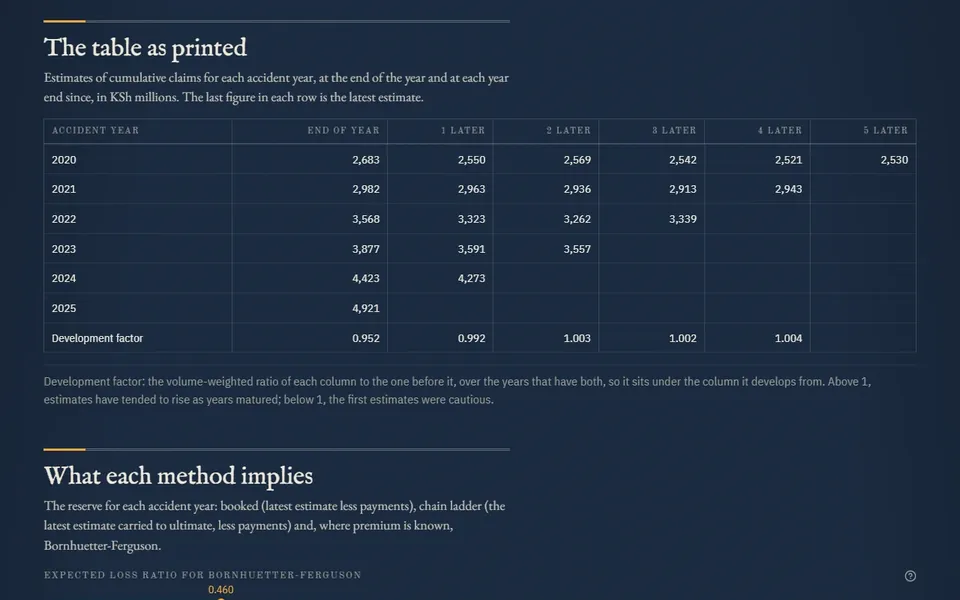 The table as printed
Estimates of cumulative claims for each accident year, at the end of the year and at each year
end since, in KSh millions. The last figure in each row is the latest estimate.
ACCIDENT YEAR END OF YEAR 1 LATER 2 LATER 3 LATER 4 LATER 5 LATER
2020 2,683 2,550 2,569 2,542 2,521 2,530
2021 2,982 2,963 2,936 2,913 2,943
2022 3,568 3,323 3,262 3,339
2023 3,877 3,591 3,557
2024 4,423 4,273
2025 4,921
Development factor 0.952 0.992 1.003 1.002 1.004
Development factor: the volume-weighted ratio of each column to the one before it, over the years that have both, so it sits under the column it develops from. Above 1,
estimates have tended to rise as years matured; below 1, the first estimates were cautious.
What each method implies
The reserve for each accident year: booked (latest estimate less payments), chain ladder (the
latest estimate carried to ultimate, less payments) and, where premium is known,
Bornhuetter-Ferguson.
EXPECTED LOSS RATIO FOR BORNHUETTER-FERGUSON
0.460